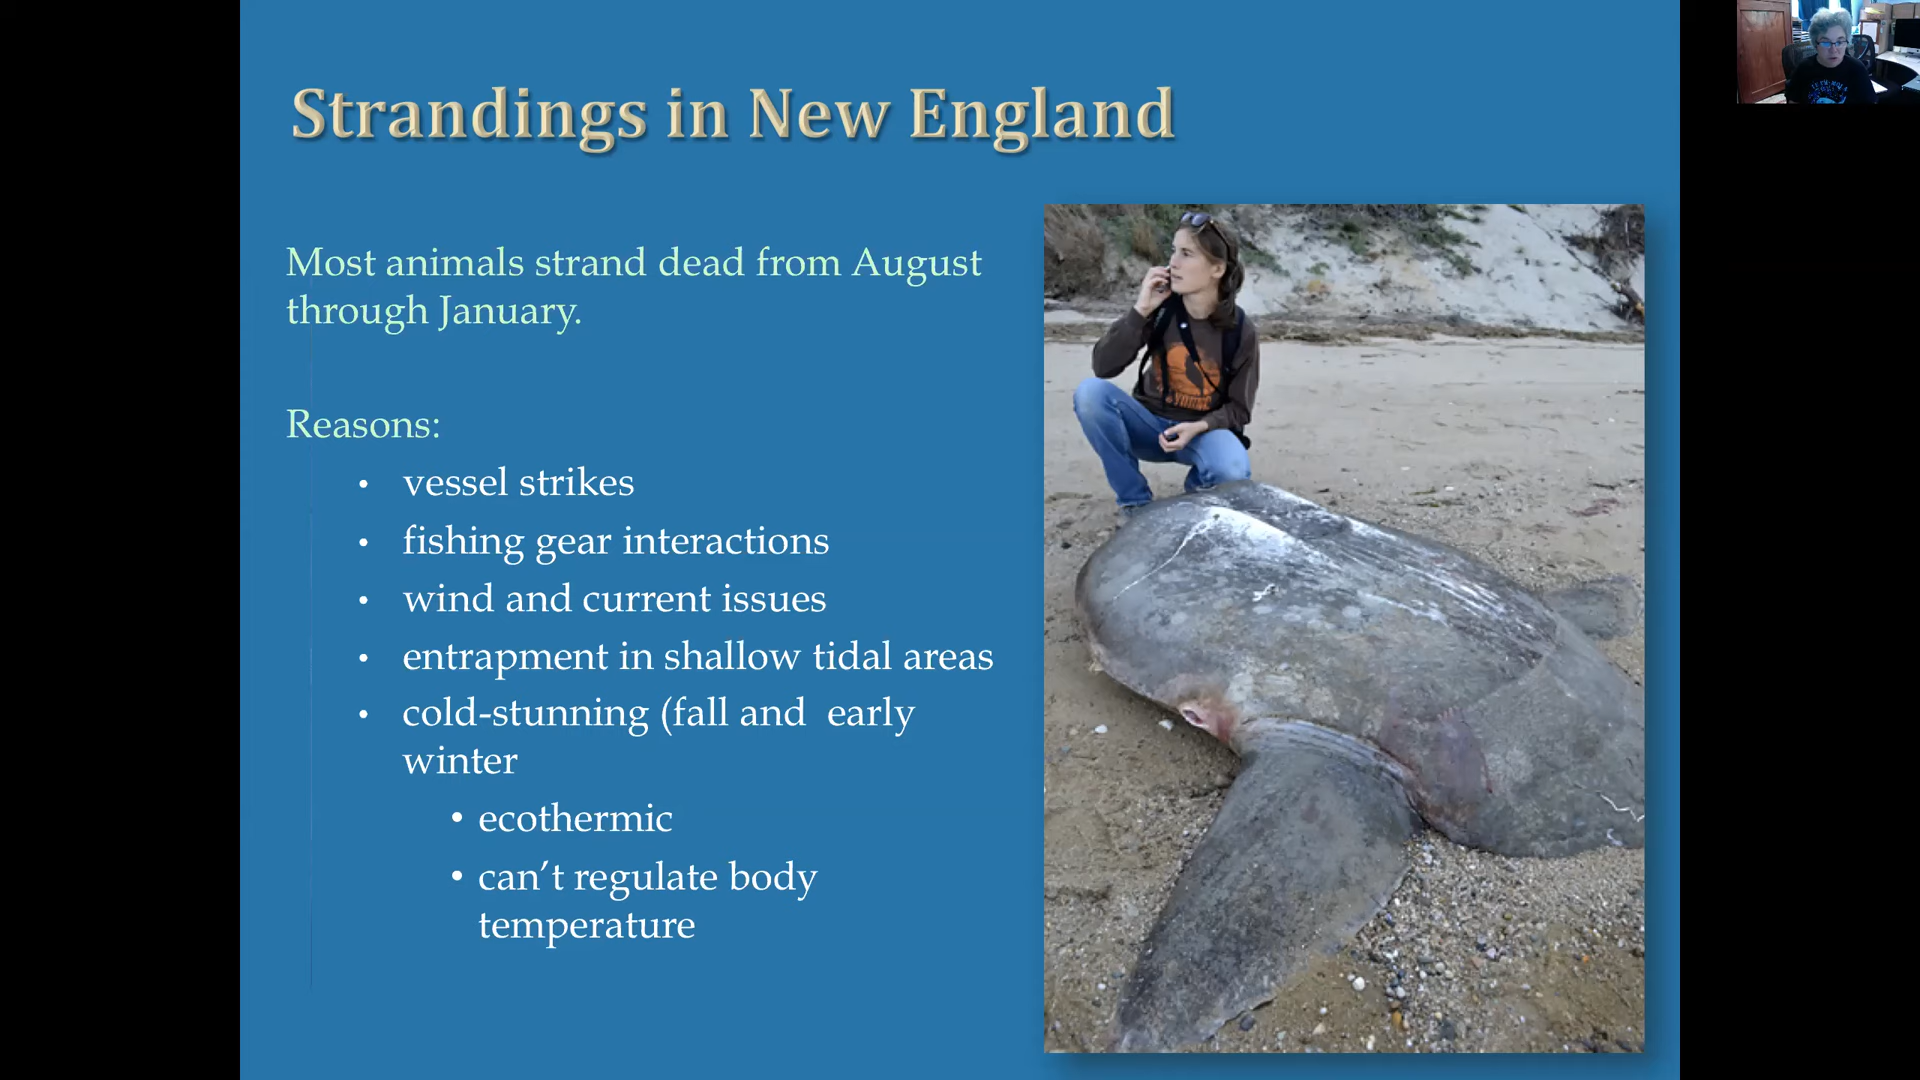 Strandings in New England
Most animals strand dead from August
through January.
Reasons:
• vessel strikes
• fishing gear interactions
• wind and current issues
• entrapment in shallow tidal areas
• cold-stunning (fall and  early
winter
• ecothermic
• can’t regulate body
temperature